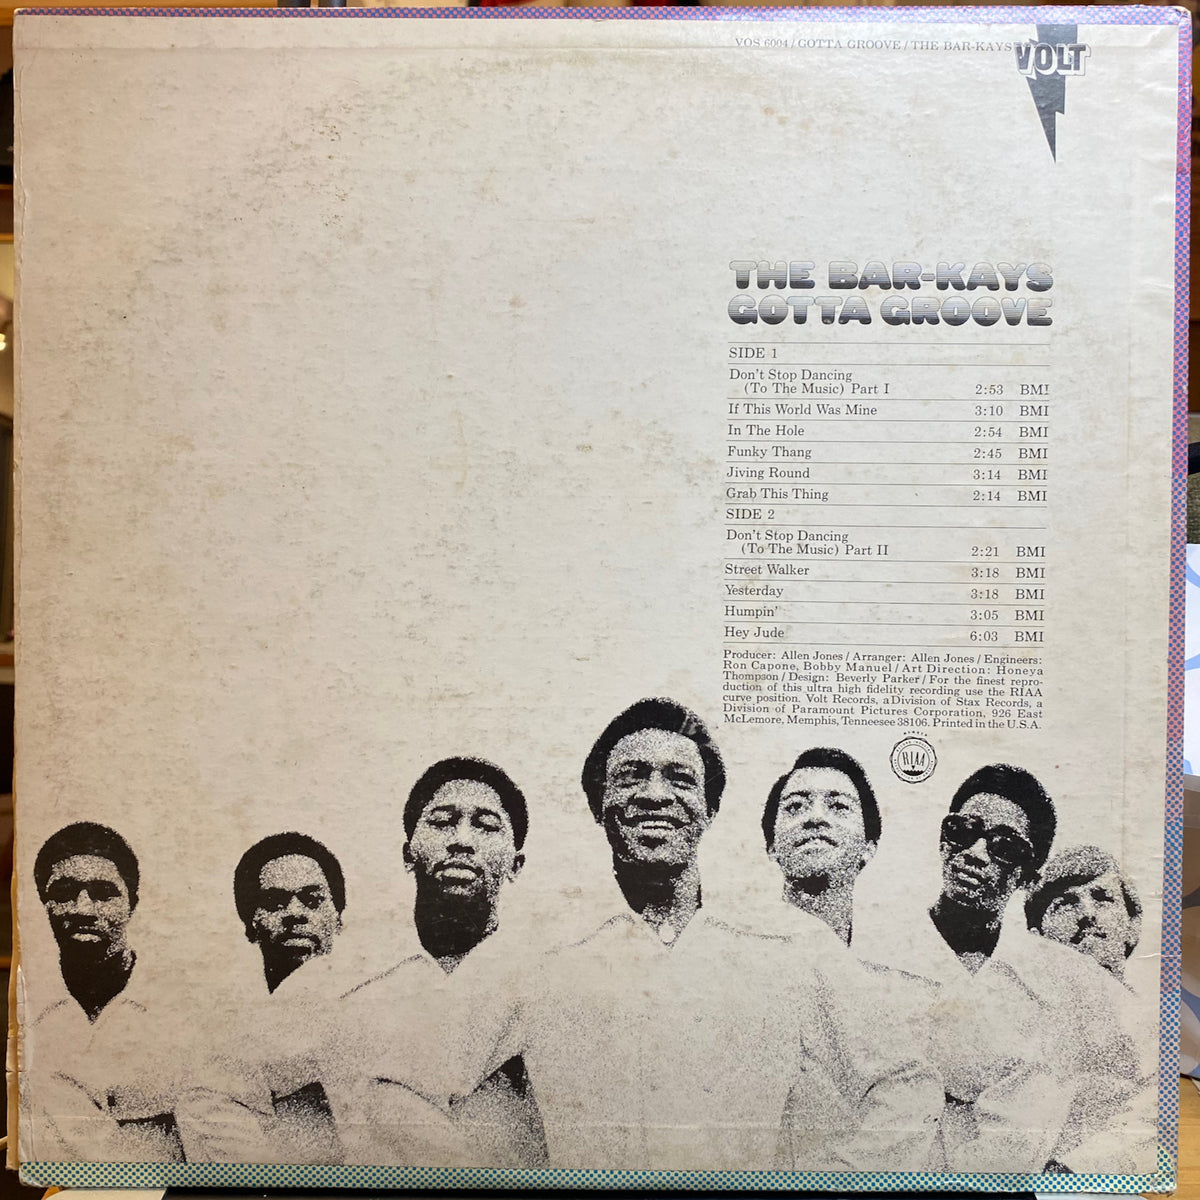 VOS 6004 / GOTTA GROOVE / THE BAR-KAYS
VOLT
THE BAR-KAYS
GOTTA GROOVE
SIDE 1
Don't Stop Dancing
(To The Music) Part I 2:53 BMI
If This World Was Mine 3:10 BMI
In The Hole 2:54 BMI
Funky Thang 2:45 BMI
Jiving Round 3:14 BMI
Grab This Thing 2:14 BMI
SIDE 2
Don't Stop Dancing
(To The Music) Part II 2:21 BMI
Street Walker 3:18 BMI
Yesterday 3:18 BMI
Humpin' 3:05 BMI
Hey Jude 6:03 BMI
Producer: Allen Jones / Arranger: Allen Jones / Engineers:
Ron Capone, Bobby Manuel / Art Direction: Honeya
Thompson / Design: Beverly Parker / For the finest repro-
duction of this ultra high fidelity recording use the RIAA
curve position. Volt Records, a Division of Stax Records, a
Division of Paramount Pictures Corporation, 926 East
McLemore, Memphis, Tenneesee 38106. Printed in the U.S.A.
MEMBER
RIAA